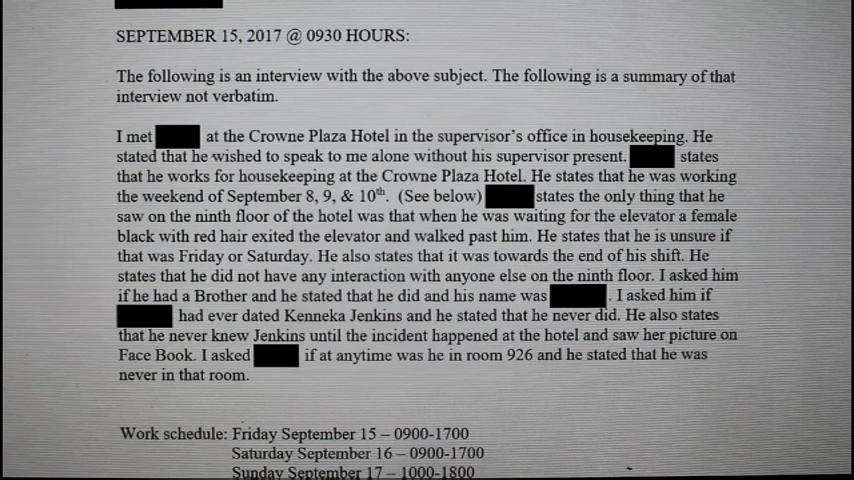 SEPTEMBER 15, 2017 @ 0930 HOURS:
The following is an interview with the above subject. The following is a summary of that
interview not verbatim.
I met at the Crowne Plaza Hotel in the supervisor's office in housekeeping. He
stated that he wished to speak to me alone without his supervisor present. states
that he works for housekeeping at the Crowne Plaza Hotel. He states that he was working
the weekend of September 8, 9, & 10th. (See below) states the only thing that he
saw on the ninth floor of the hotel was that when he was waiting for the elevator a female
black with red hair exited the elevator and walked past him. He states that he is unsure if
that was Friday or Saturday. He also states that it was towards the end of his shift. He
states that he did not have any interaction with anyone else on the ninth floor. I asked him
if he had a Brother and he stated that he did and his name was . I asked him if
had ever dated Kenneka Jenkins and he stated that he never did. He also states
that he never knew Jenkins until the incident happened at the hotel and saw her picture on
Face Book. I asked if at anytime was he in room 926 and he stated that he was
never in that room.
Work schedule: Friday September 15 – 0900-1700
Saturday September 16 – 0900-1700
Sunday September 17 – 1000-1800